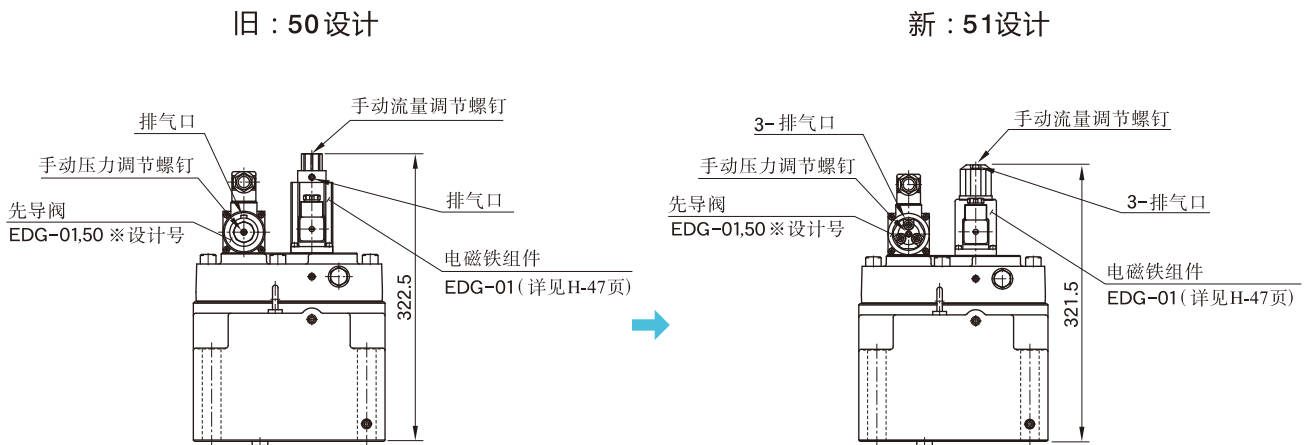 旧：50设计
手动流量调节螺钉
排气口
手动压力调节螺钉
先导阀
EDG-01,50 ※设计号
排气口
电磁铁组件
EDG-01(详见H-47页)
322.5
新：51设计
手动流量调节螺钉
3-排气口
手动压力调节螺钉
先导阀
EDG-01,50 ※设计号
3-排气口
电磁铁组件
EDG-01(详见H-47页)
321.5